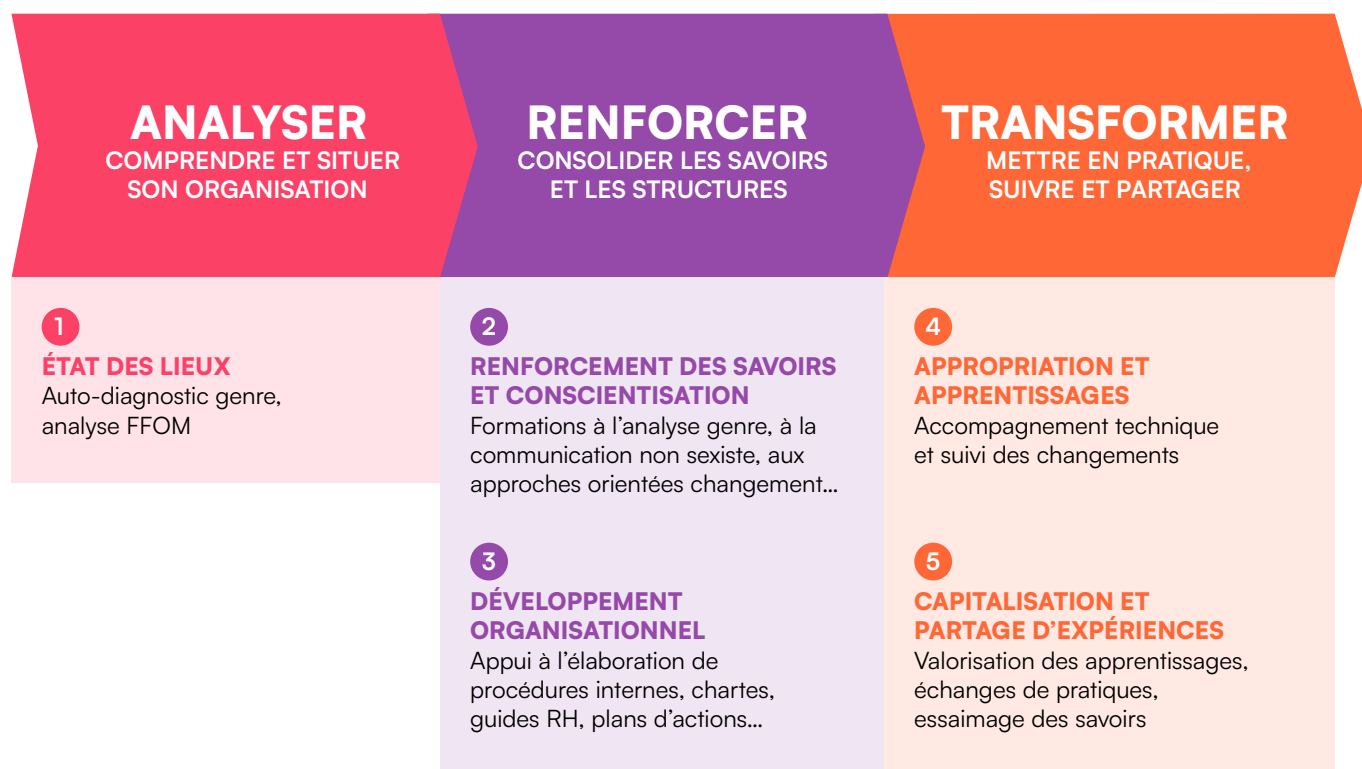 ANALYSER
COMPRENDRE ET SITUER
SON ORGANISATION
RENFORCER
CONSOLIDER LES SAVOIRS
ET LES STRUCTURES
TRANSFORMER
METTRE EN PRATIQUE,
SUIVRE ET PARTAGER
1
ÉTAT DES LIEUX
Auto-diagnostic genre,
analyse FFOM
2
RENFORCEMENT DES SAVOIRS
ET CONSCIENTISATION
Formations à l’analyse genre, à la
communication non sexiste, aux
approches orientées changement…
3
DÉVELOPPEMENT
ORGANISATIONNEL
Appui à l’élaboration de
procédures internes, chartes,
guides RH, plans d’actions…
4
APPROPRIATION ET
APPRENTISSAGES
Accompagnement technique
et suivi des changements
5
CAPITALISATION ET
PARTAGE D’EXPÉRIENCES
Valorisation des apprentissages,
échanges de pratiques,
essaimage des savoirs